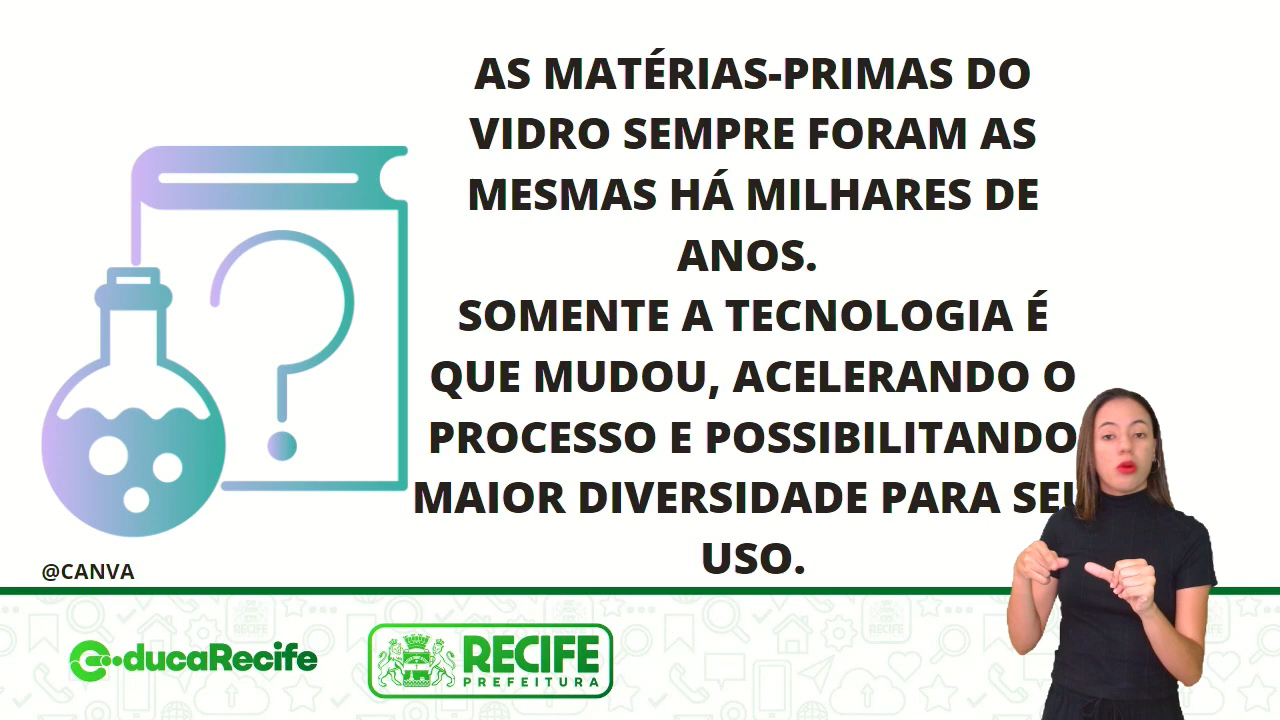 AS MATÉRIAS-PRIMAS DO
VIDRO SEMPRE FORAM AS
MESMAS HÁ MILHARES DE
ANOS.
SOMENTE A TECNOLOGIA É
QUE MUDOU, ACELERANDO O
PROCESSO E POSSIBILITANDO
MAIOR DIVERSIDADE PARA SEU
USO.
@CANVA
EducaRecife
RECIFE
PREFEITURA